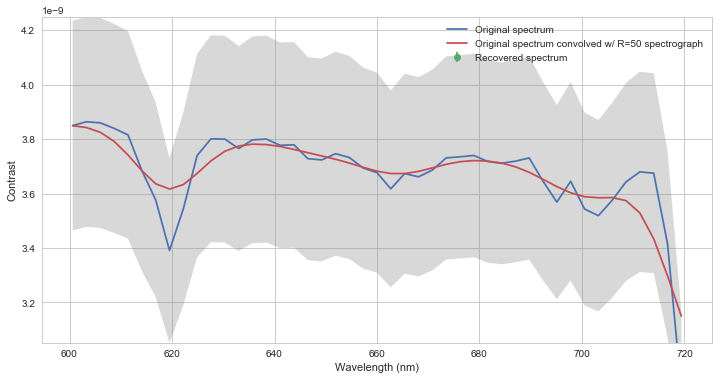 1e−9
4.2
4.0
3.8
3.6
3.4
3.2
Contrast
Original spectrum
Original spectrum convolved w/ R=50 spectrograph
Recovered spectrum
600 620 640 660 680 700 720
Wavelength (nm)